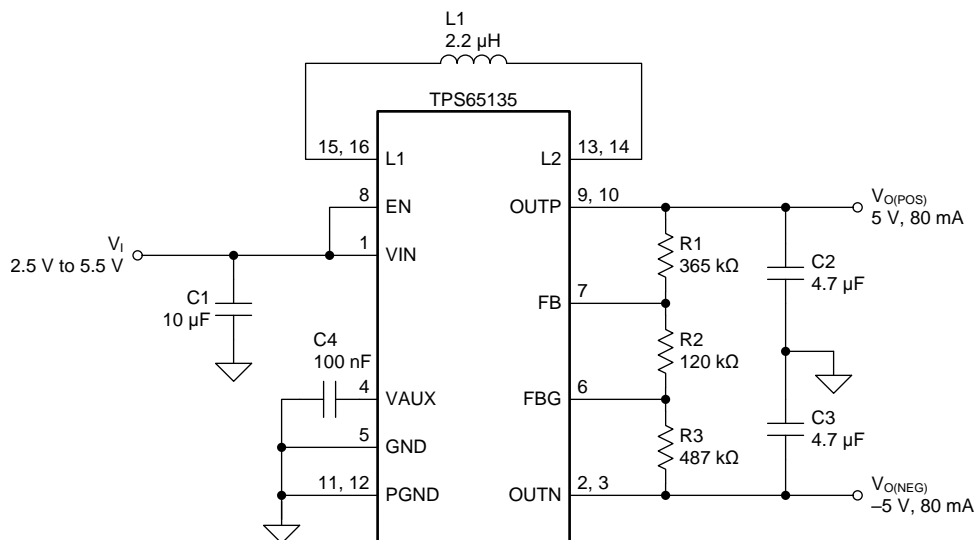 L1
2.2 µH
TPS65135
15, 16
L1
13, 14
L2
8
EN
9, 10
OUTP
V_O(POS)
5 V, 80 mA
V_I
2.5 V to 5.5 V
1
VIN
R1
365 kΩ
C2
4.7 µF
C1
10 µF
7
FB
R2
120 kΩ
C4
100 nF
4
VAUX
6
FBG
5
GND
R3
487 kΩ
C3
4.7 µF
11, 12
PGND
2, 3
OUTN
V_O(NEG)
–5 V, 80 mA